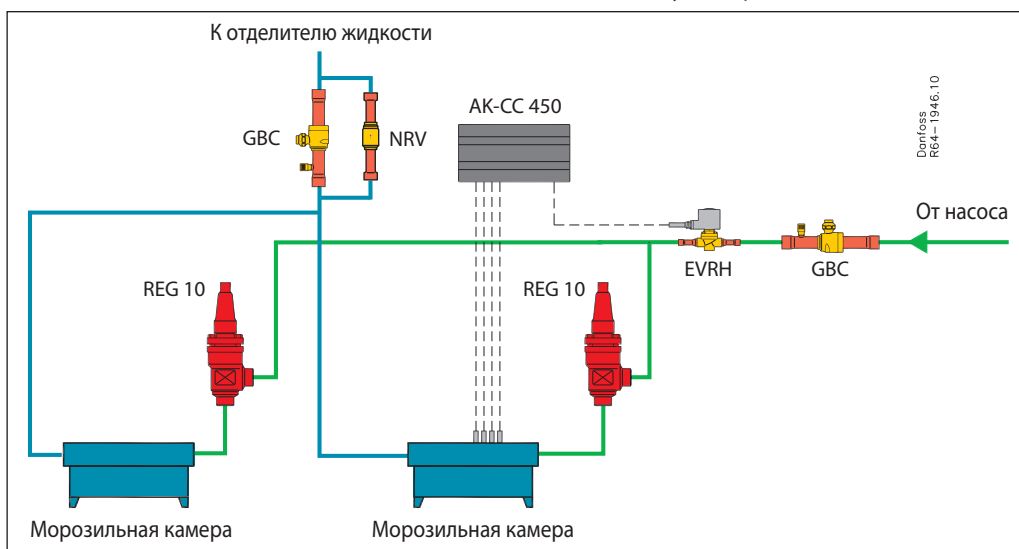 К отделителю жидкости
GBC
NRV
AK-CC 450
Danfoss
R64-1946.10
От насоса
EVRH
GBC
REG 10
REG 10
Морозильная камера
Морозильная камера